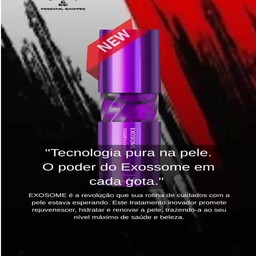 &
PERSONAL SHOPPER
NEW
"Tecnologia pura na pele.
O poder do Exossome em
cada gota."
EXOSOME é a revolução que sua rotina de cuidados com a
pele estava esperando. Este tratamento inovador promete
rejuvenescer, hidratar e renovar a pele, trazendo-a ao seu
nível máximo de saúde e beleza.